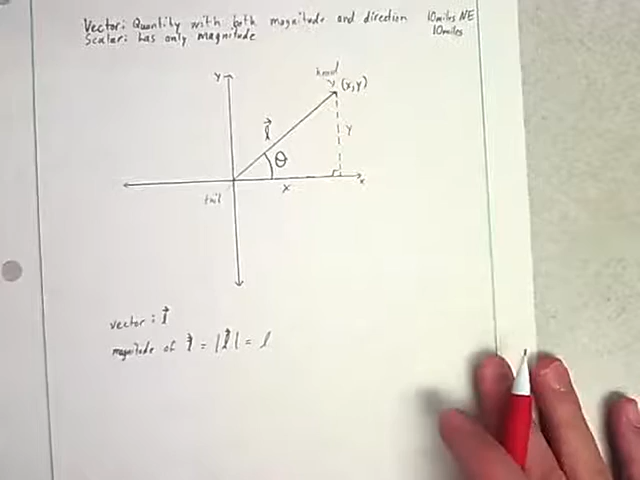 Vector: Quantity with both magnitude and direction 10miles NE
Scalar: has only magnitude 10miles
y
head
(x,y)
l⃗
y
θ
x
x
tail
vector: l⃗
magnitude of l⃗ = |l⃗| = l